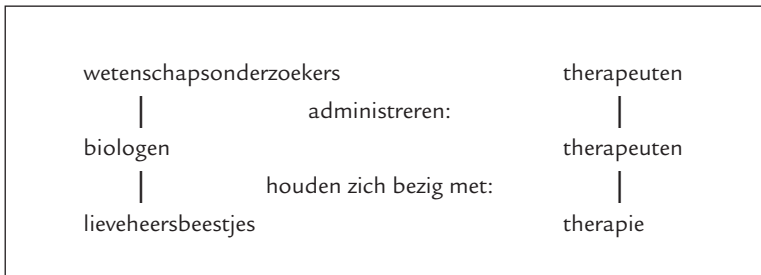 wetenschapsonderzoekers therapeuten
administreren:
biologen therapeuten
houden zich bezig met:
lieveheersbeestjes therapie